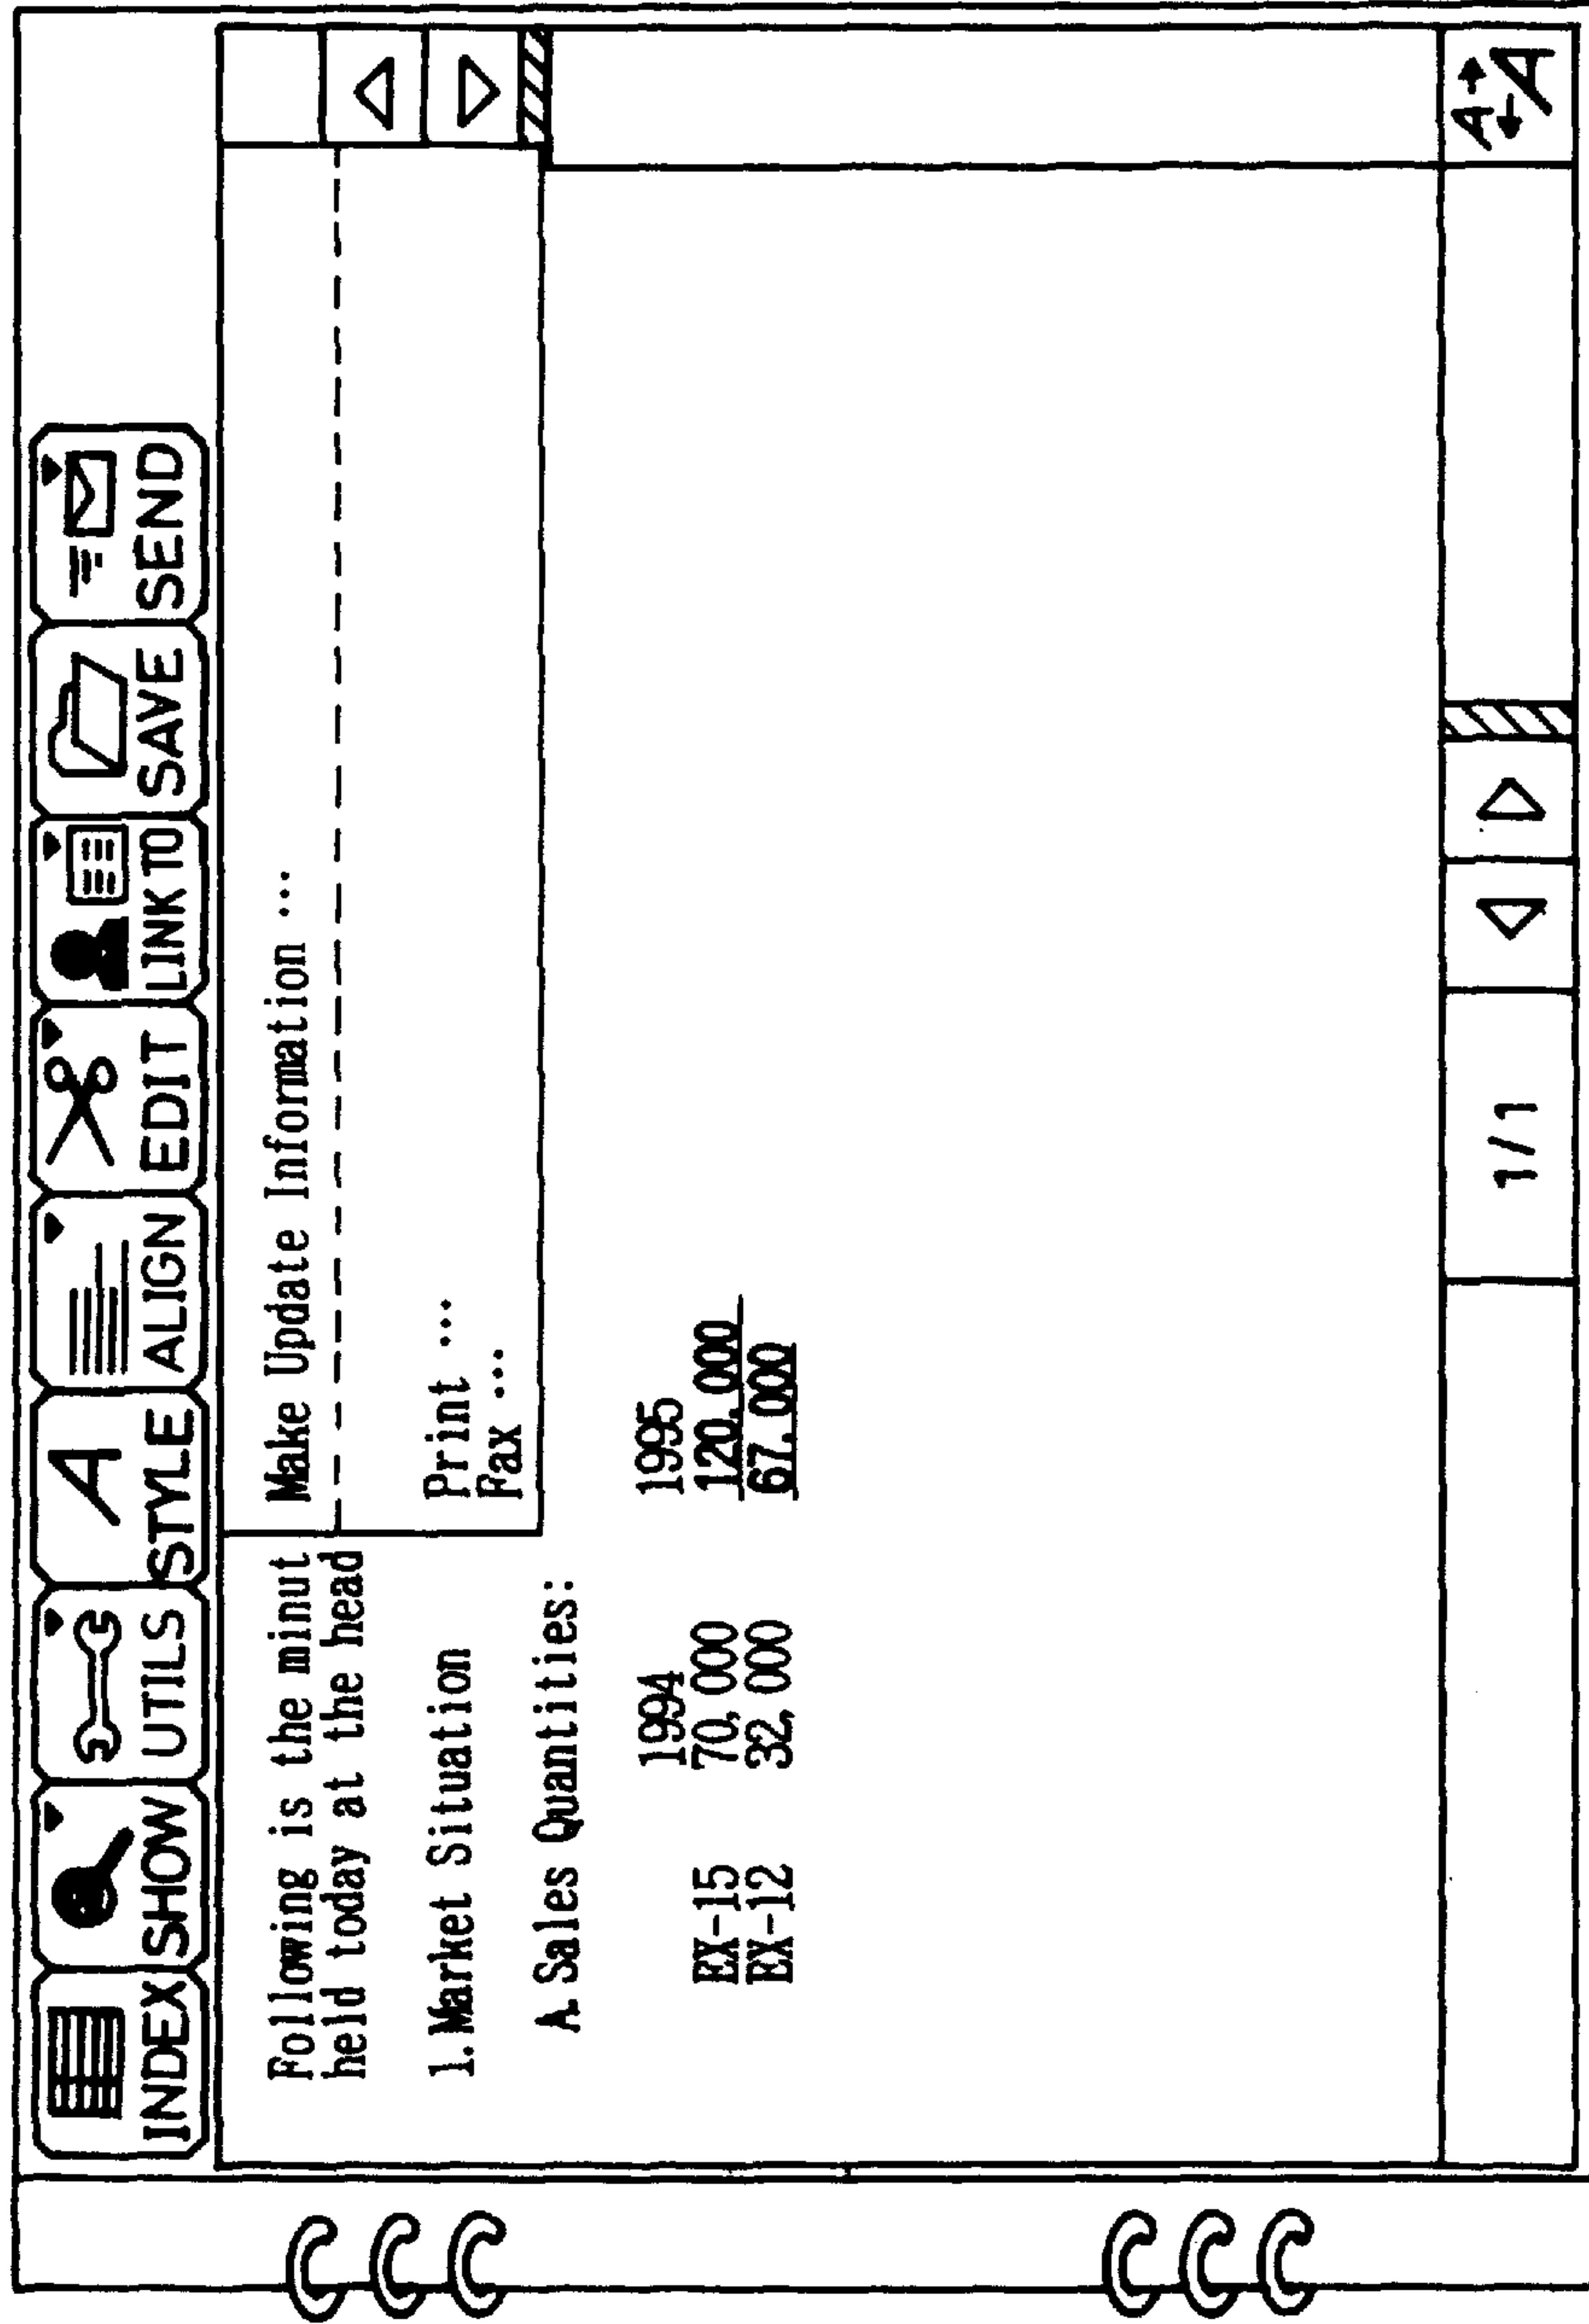 INDEX SHOW UTILS STYLE ALIGN EDIT LINK TO SAVE SEND
Following is the minut
held today at the head
Make Update Information ...
Print ...
Fax ...
1. Market Situation
A. Sales Quantities:
1994 1995
EX-15 70,000 120.000
EX-12 32,000 67.000
1/1
A A